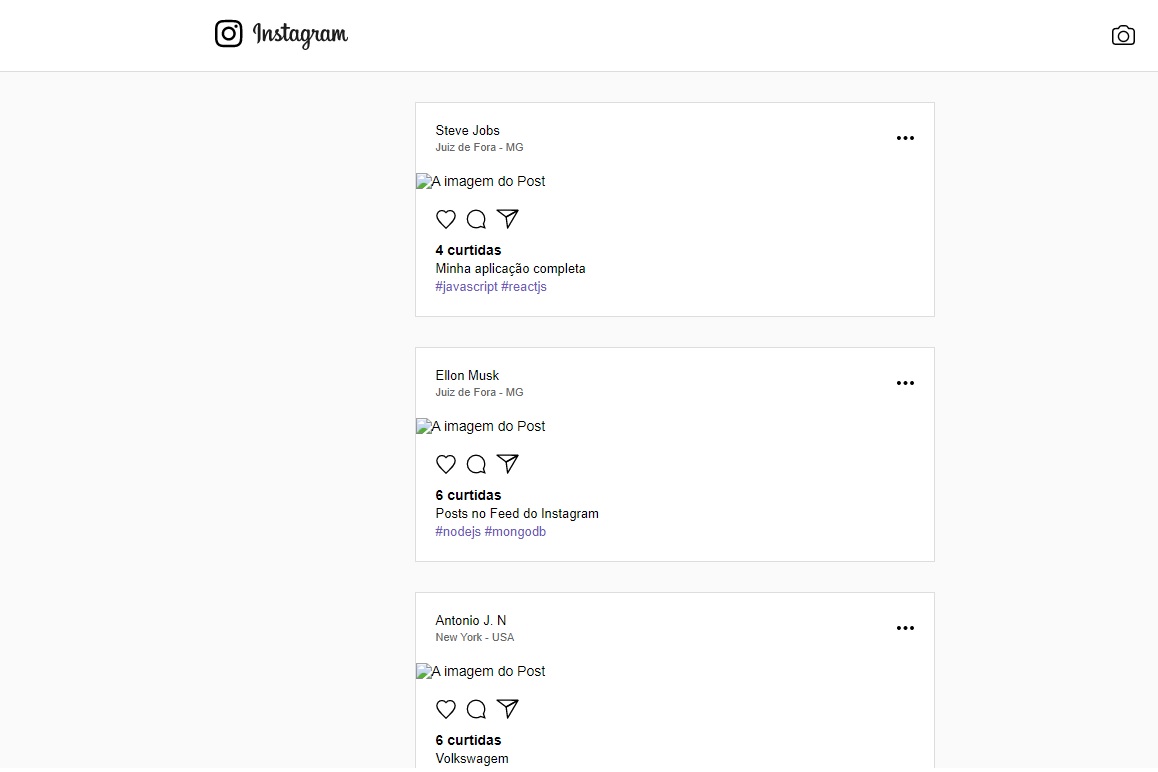 Instagram
Steve Jobs
Juiz de Fora - MG
A imagem do Post
4 curtidas
Minha aplicação completa
#javascript #reactjs
Ellon Musk
Juiz de Fora - MG
A imagem do Post
6 curtidas
Posts no Feed do Instagram
#nodejs #mongodb
Antonio J. N
New York - USA
A imagem do Post
6 curtidas
Volkswagem